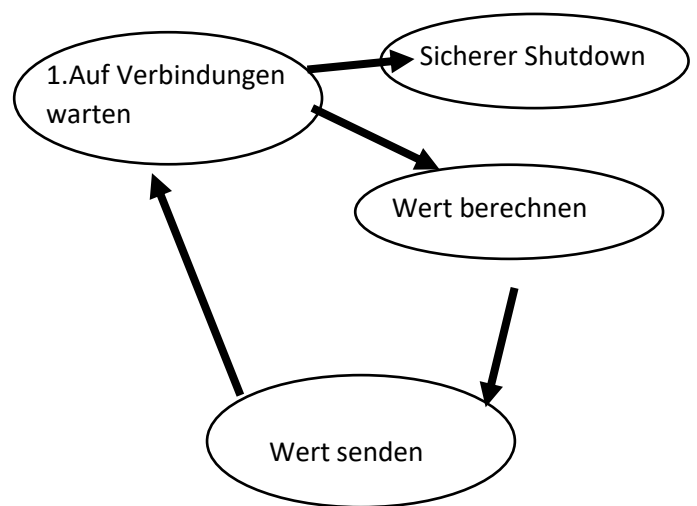 1.Auf Verbindungen
warten
Sicherer Shutdown
Wert berechnen
Wert senden